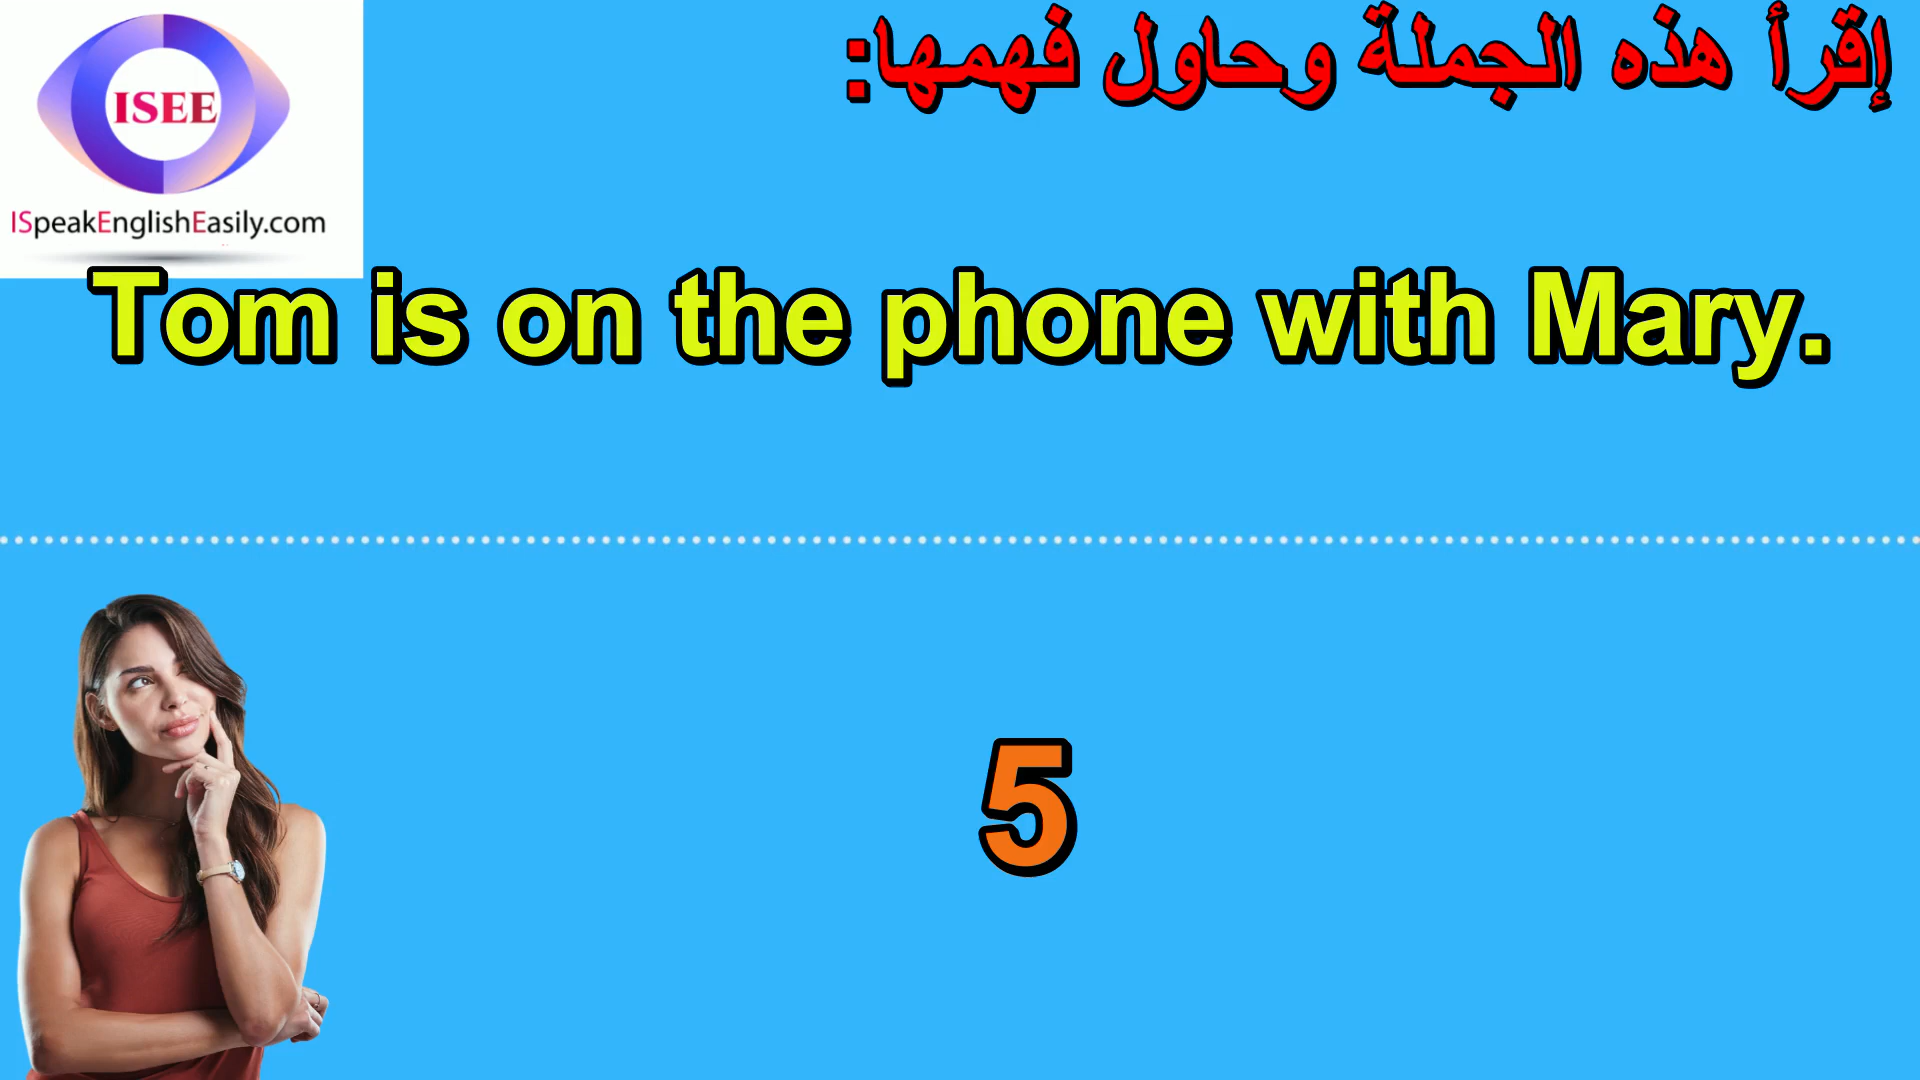 إقرأ هذه الجملة وحاول فهمها:
ISEE
ISpeakEnglishEasily.com
Tom is on the phone with Mary.
5